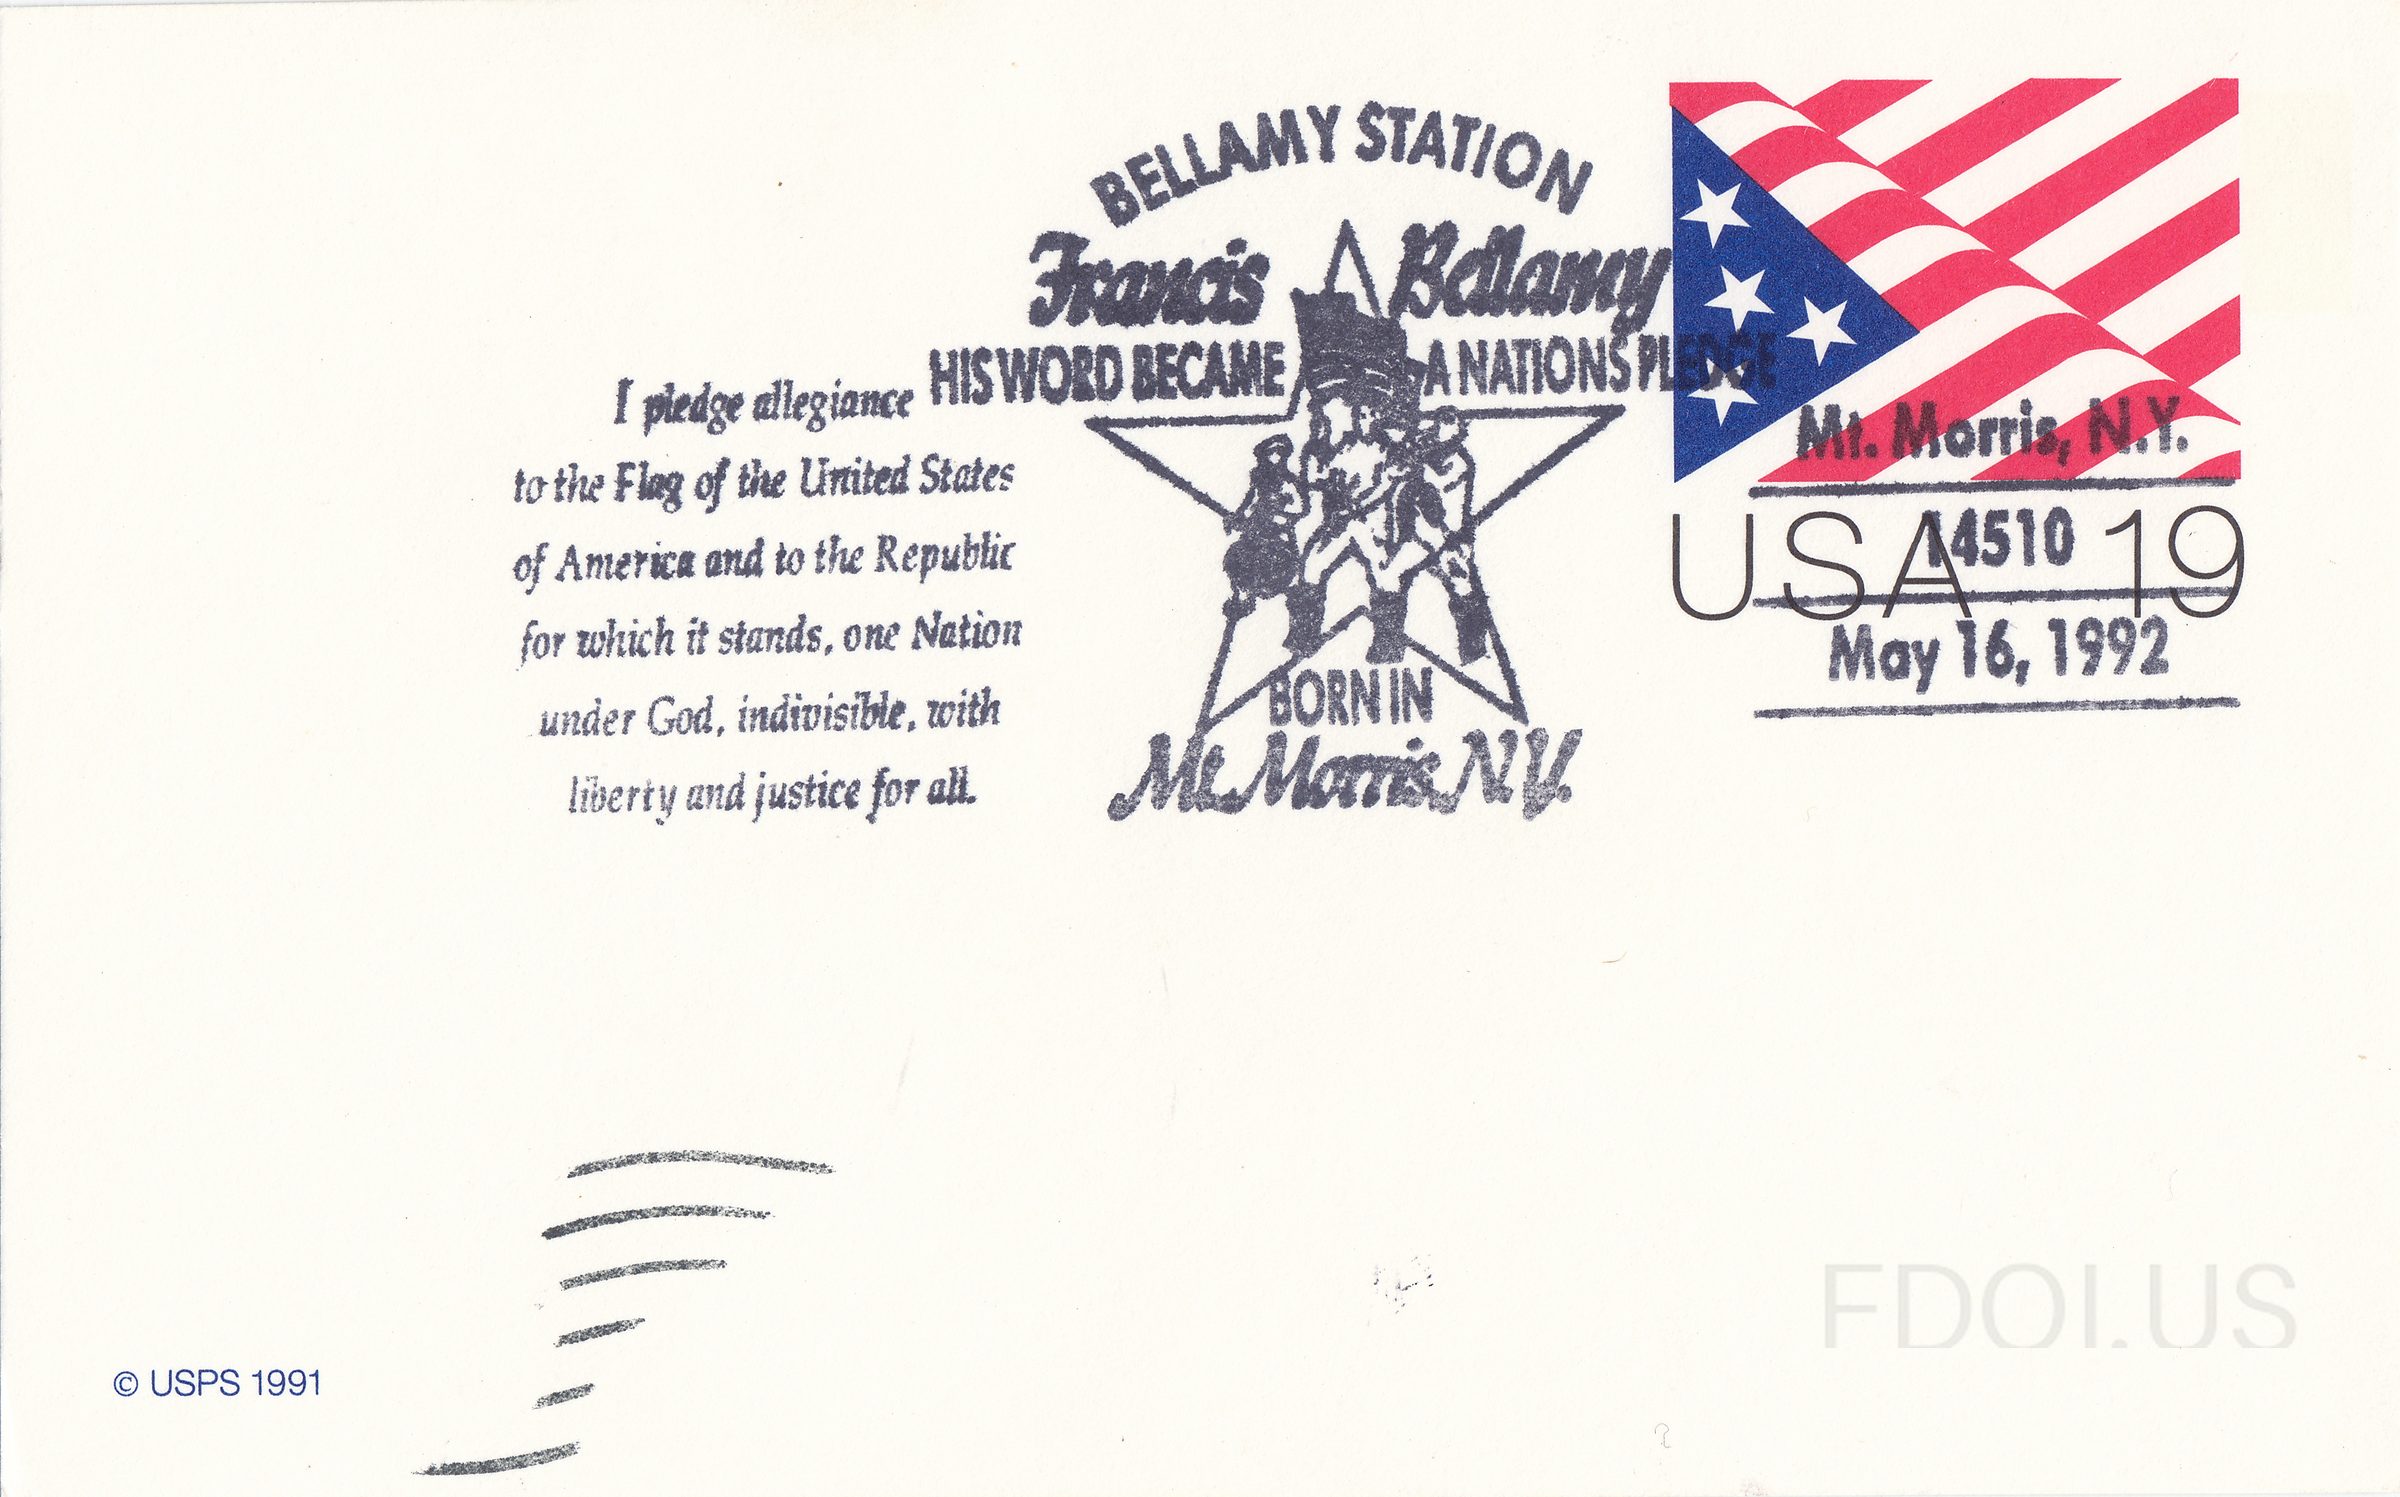 BELLAMY STATION
Francis Bellamy
HIS WORD BECAME A NATIONS PLEDGE
BORN IN
Mt. Morris, N.Y.
I pledge allegiance
to the Flag of the United States
of America and to the Republic
for which it stands, one Nation
under God, indivisible, with
liberty and justice for all.
Mt. Morris, N.Y.
14510
May 16, 1992
USA 19
© USPS 1991
FDOI.US